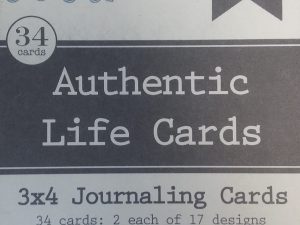 34
cards
Authentic
Life Cards
3x4 Journaling Cards
34 cards: 2 each of 17 designs